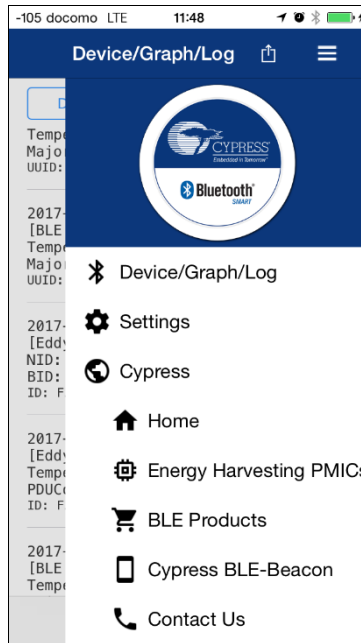 -105 docomo LTE 11:48
Device/Graph/Log
D
Tempe
Major
UUID:
2017-
[BLE
Tempe
Major
UUID:
2017-
[Eddy
NID:
BID:
ID: F
2017-
[Eddy
Tempe
PDUCo
ID: F
2017-
[BLE
Tempe
CYPRESS
Embedded in Tomorrow™
Bluetooth®
SMART
Device/Graph/Log
Settings
Cypress
Home
Energy Harvesting PMICs
BLE Products
Cypress BLE-Beacon
Contact Us